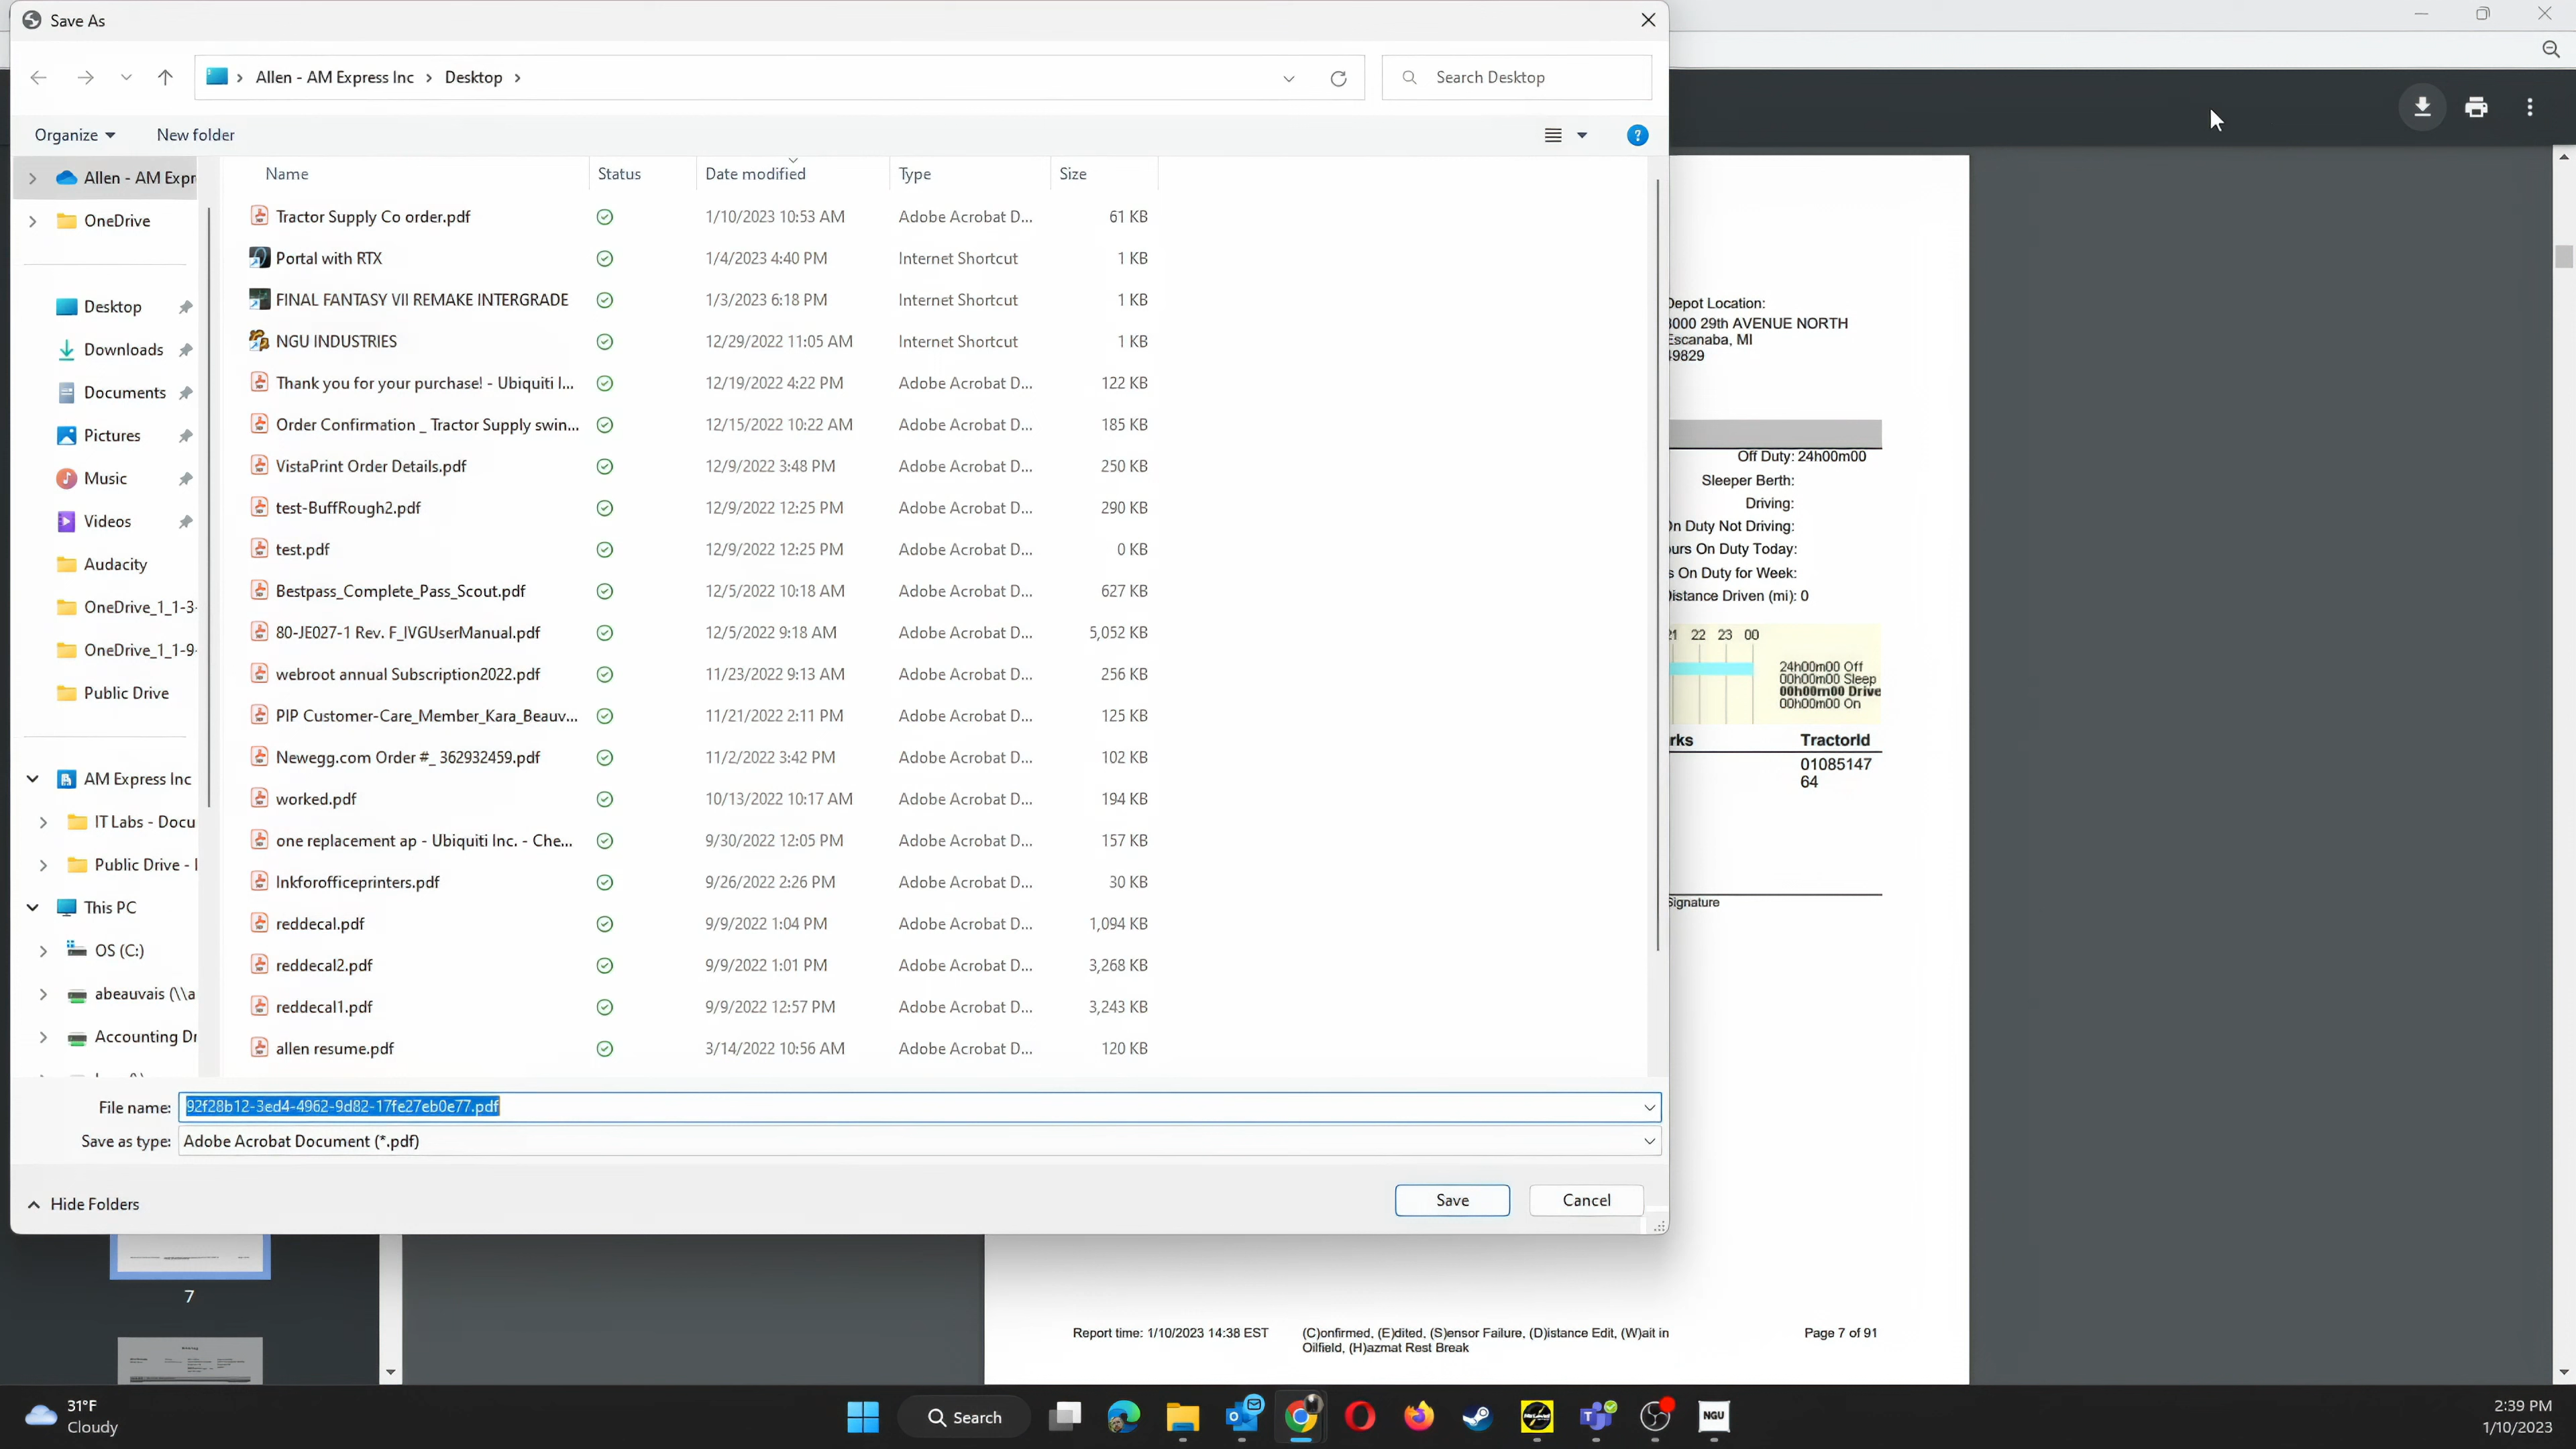 Save As
Allen - AM Express Inc > Desktop >
Search Desktop
Organize
New folder
Allen - AM Expr
OneDrive
Desktop
Downloads
Documents
Pictures
Music
Videos
Audacity
OneDrive_1_1-3-
OneDrive_1_1-9-
Public Drive
AM Express Inc
IT Labs - Docu
Public Drive -
This PC
OS (C:)
abeauvais (\\a
Accounting Dr
Name Status Date modified Type Size
Tractor Supply Co order.pdf 1/10/2023 10:53 AM Adobe Acrobat D... 61 KB
Portal with RTX 1/4/2023 4:40 PM Internet Shortcut 1 KB
FINAL FANTASY VII REMAKE INTERGRADE 1/3/2023 6:18 PM Internet Shortcut 1 KB
NGU INDUSTRIES 12/29/2022 11:05 AM Internet Shortcut 1 KB
Thank you for your purchase! - Ubiquiti I... 12/19/2022 4:22 PM Adobe Acrobat D... 122 KB
Order Confirmation _ Tractor Supply swin... 12/15/2022 10:22 AM Adobe Acrobat D... 185 KB
VistaPrint Order Details.pdf 12/9/2022 3:48 PM Adobe Acrobat D... 250 KB
test-BuffRough2.pdf 12/9/2022 12:25 PM Adobe Acrobat D... 290 KB
test.pdf 12/9/2022 12:25 PM Adobe Acrobat D... 0 KB
Bestpass_Complete_Pass_Scout.pdf 12/5/2022 10:18 AM Adobe Acrobat D... 627 KB
80-JE027-1 Rev. F_IVGUserManual.pdf 12/5/2022 9:18 AM Adobe Acrobat D... 5,052 KB
webroot annual Subscription2022.pdf 11/23/2022 9:13 AM Adobe Acrobat D... 256 KB
PIP Customer-Care_Member_Kara_Beauv... 11/21/2022 2:11 PM Adobe Acrobat D... 125 KB
Newegg.com Order #_ 362932459.pdf 11/2/2022 3:42 PM Adobe Acrobat D... 102 KB
worked.pdf 10/13/2022 10:17 AM Adobe Acrobat D... 194 KB
one replacement ap - Ubiquiti Inc. - Che... 9/30/2022 12:05 PM Adobe Acrobat D... 157 KB
Inkforofficeprinters.pdf 9/26/2022 2:26 PM Adobe Acrobat D... 30 KB
reddecal.pdf 9/9/2022 1:04 PM Adobe Acrobat D... 1,094 KB
reddecal2.pdf 9/9/2022 1:01 PM Adobe Acrobat D... 3,268 KB
reddecal1.pdf 9/9/2022 12:57 PM Adobe Acrobat D... 3,243 KB
allen resume.pdf 3/14/2022 10:56 AM Adobe Acrobat D... 120 KB
File name: 92f28b12-3ed4-4962-9d82-17fe27eb0e77.pdf
Save as type: Adobe Acrobat Document (*.pdf)
Hide Folders
Save
Cancel
Depot Location:
3000 29th AVENUE NORTH
Escanaba, MI
49829
Off Duty: 24h00m00
Sleeper Berth:
Driving:
On Duty Not Driving:
urs On Duty Today:
s On Duty for Week:
Distance Driven (mi): 0
21 22 23 00
24h00m00 Off
00h00m00 Sleep
00h00m00 Drive
00h00m00 On
rks TractorId
01085147
64
Signature
7
Report time: 1/10/2023 14:38 EST
(C)onfirmed, (E)dited, (S)ensor Failure, (D)istance Edit, (W)ait in
Oilfield, (H)azmat Rest Break
Page 7 of 91
31°F
Cloudy
Search
NGU
2:39 PM
1/10/2023